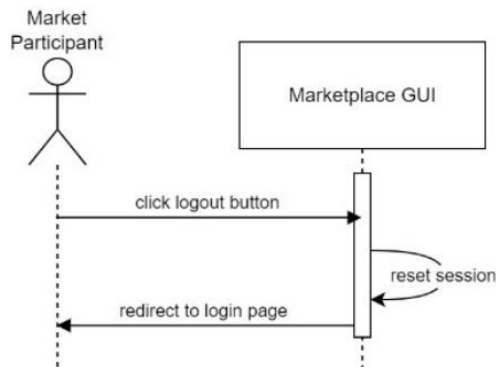 Market
Participant
Marketplace GUI
click logout button
reset session
redirect to login page